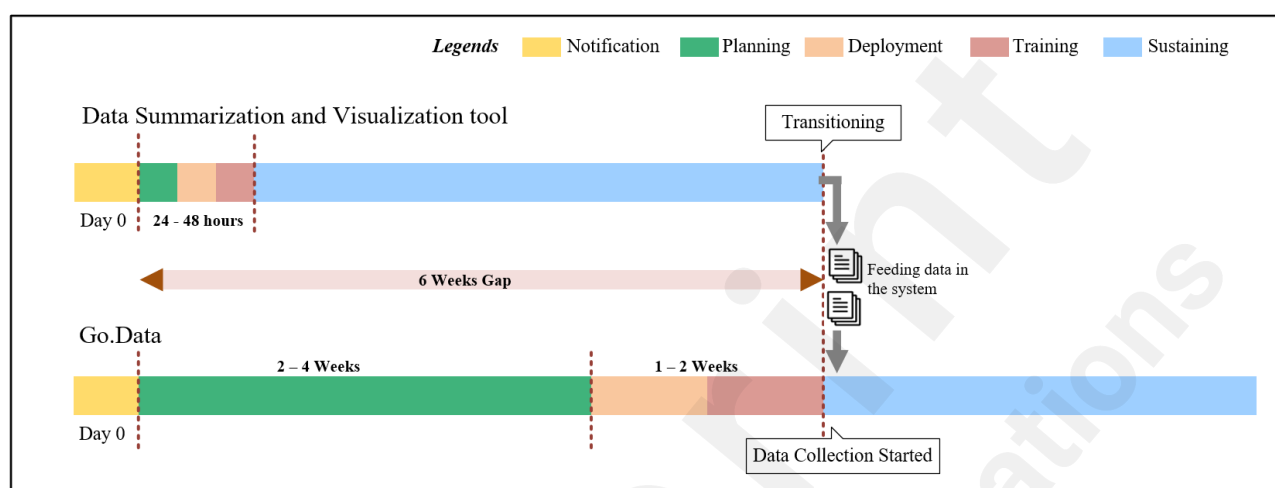 Legends Notification Planning Deployment Training Sustaining
Data Summarization and Visualization tool
Transitioning
Day 0
24 - 48 hours
6 Weeks Gap
Feeding data in
the system
Go.Data
2 – 4 Weeks
1 – 2 Weeks
Day 0
Data Collection Started
rint
ations